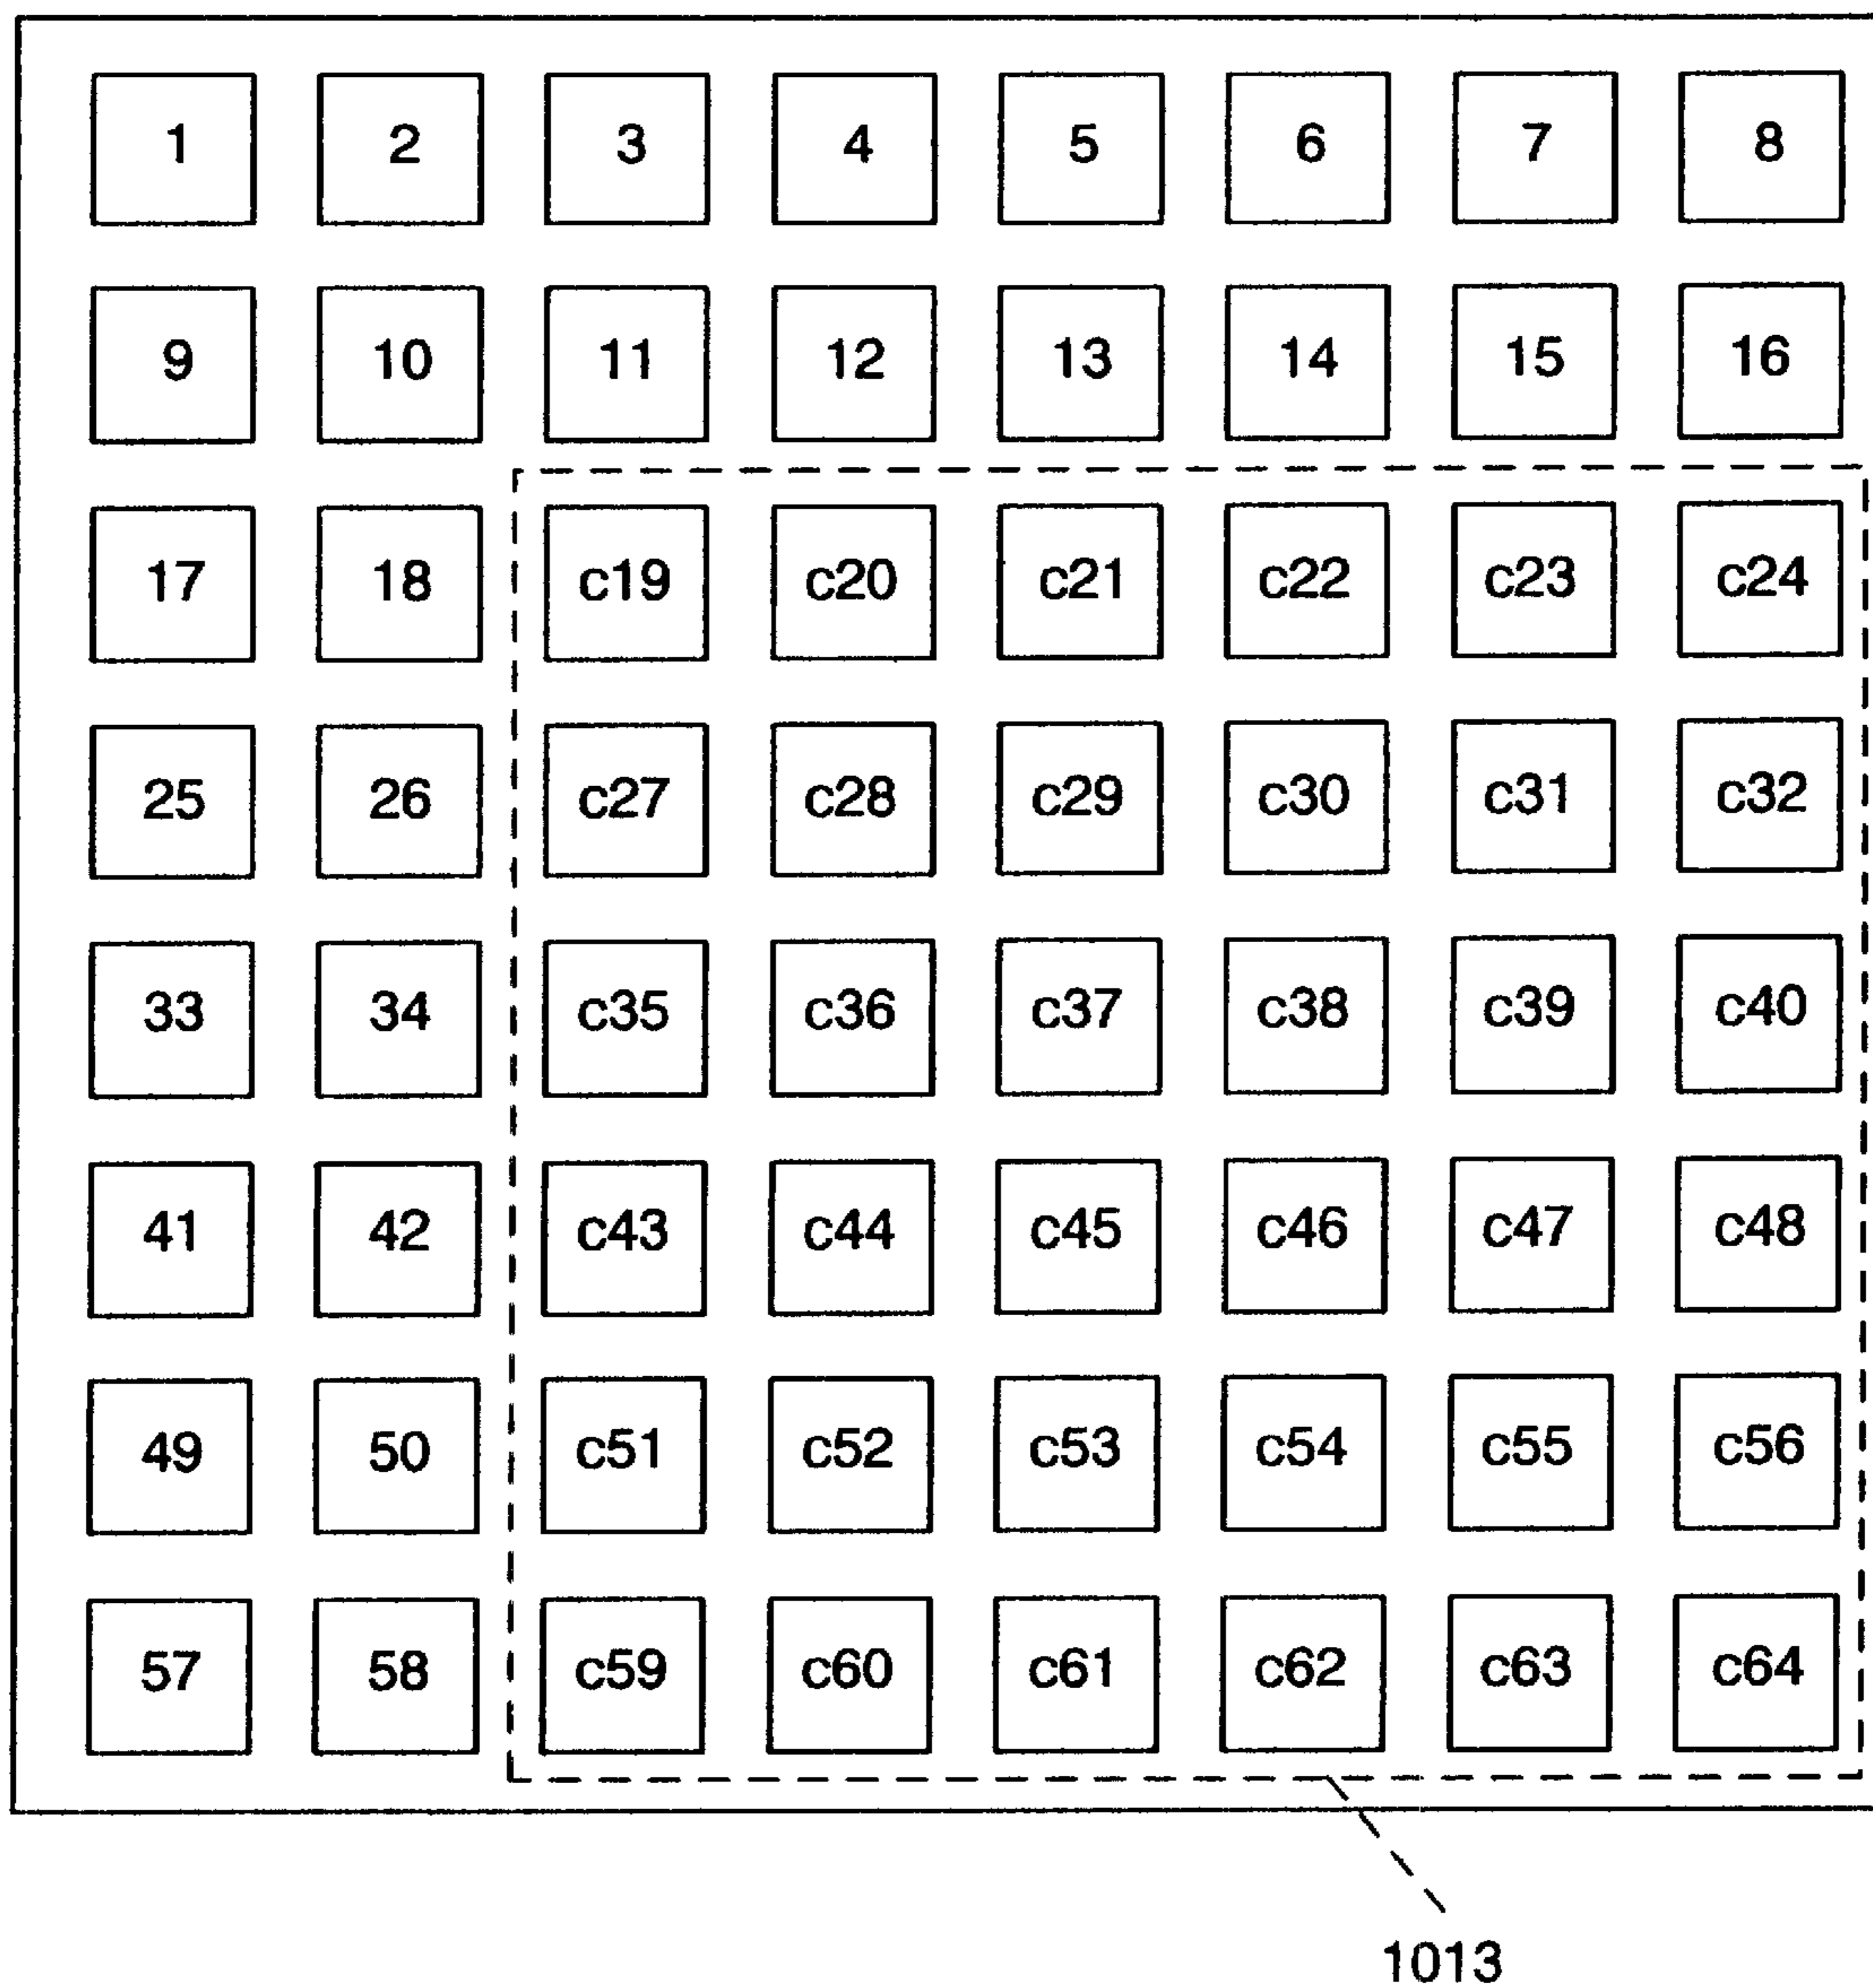 1 2 3 4 5 6 7 8
9 10 11 12 13 14 15 16
17 18 c19 c20 c21 c22 c23 c24
25 26 c27 c28 c29 c30 c31 c32
33 34 c35 c36 c37 c38 c39 c40
41 42 c43 c44 c45 c46 c47 c48
49 50 c51 c52 c53 c54 c55 c56
57 58 c59 c60 c61 c62 c63 c64
1013